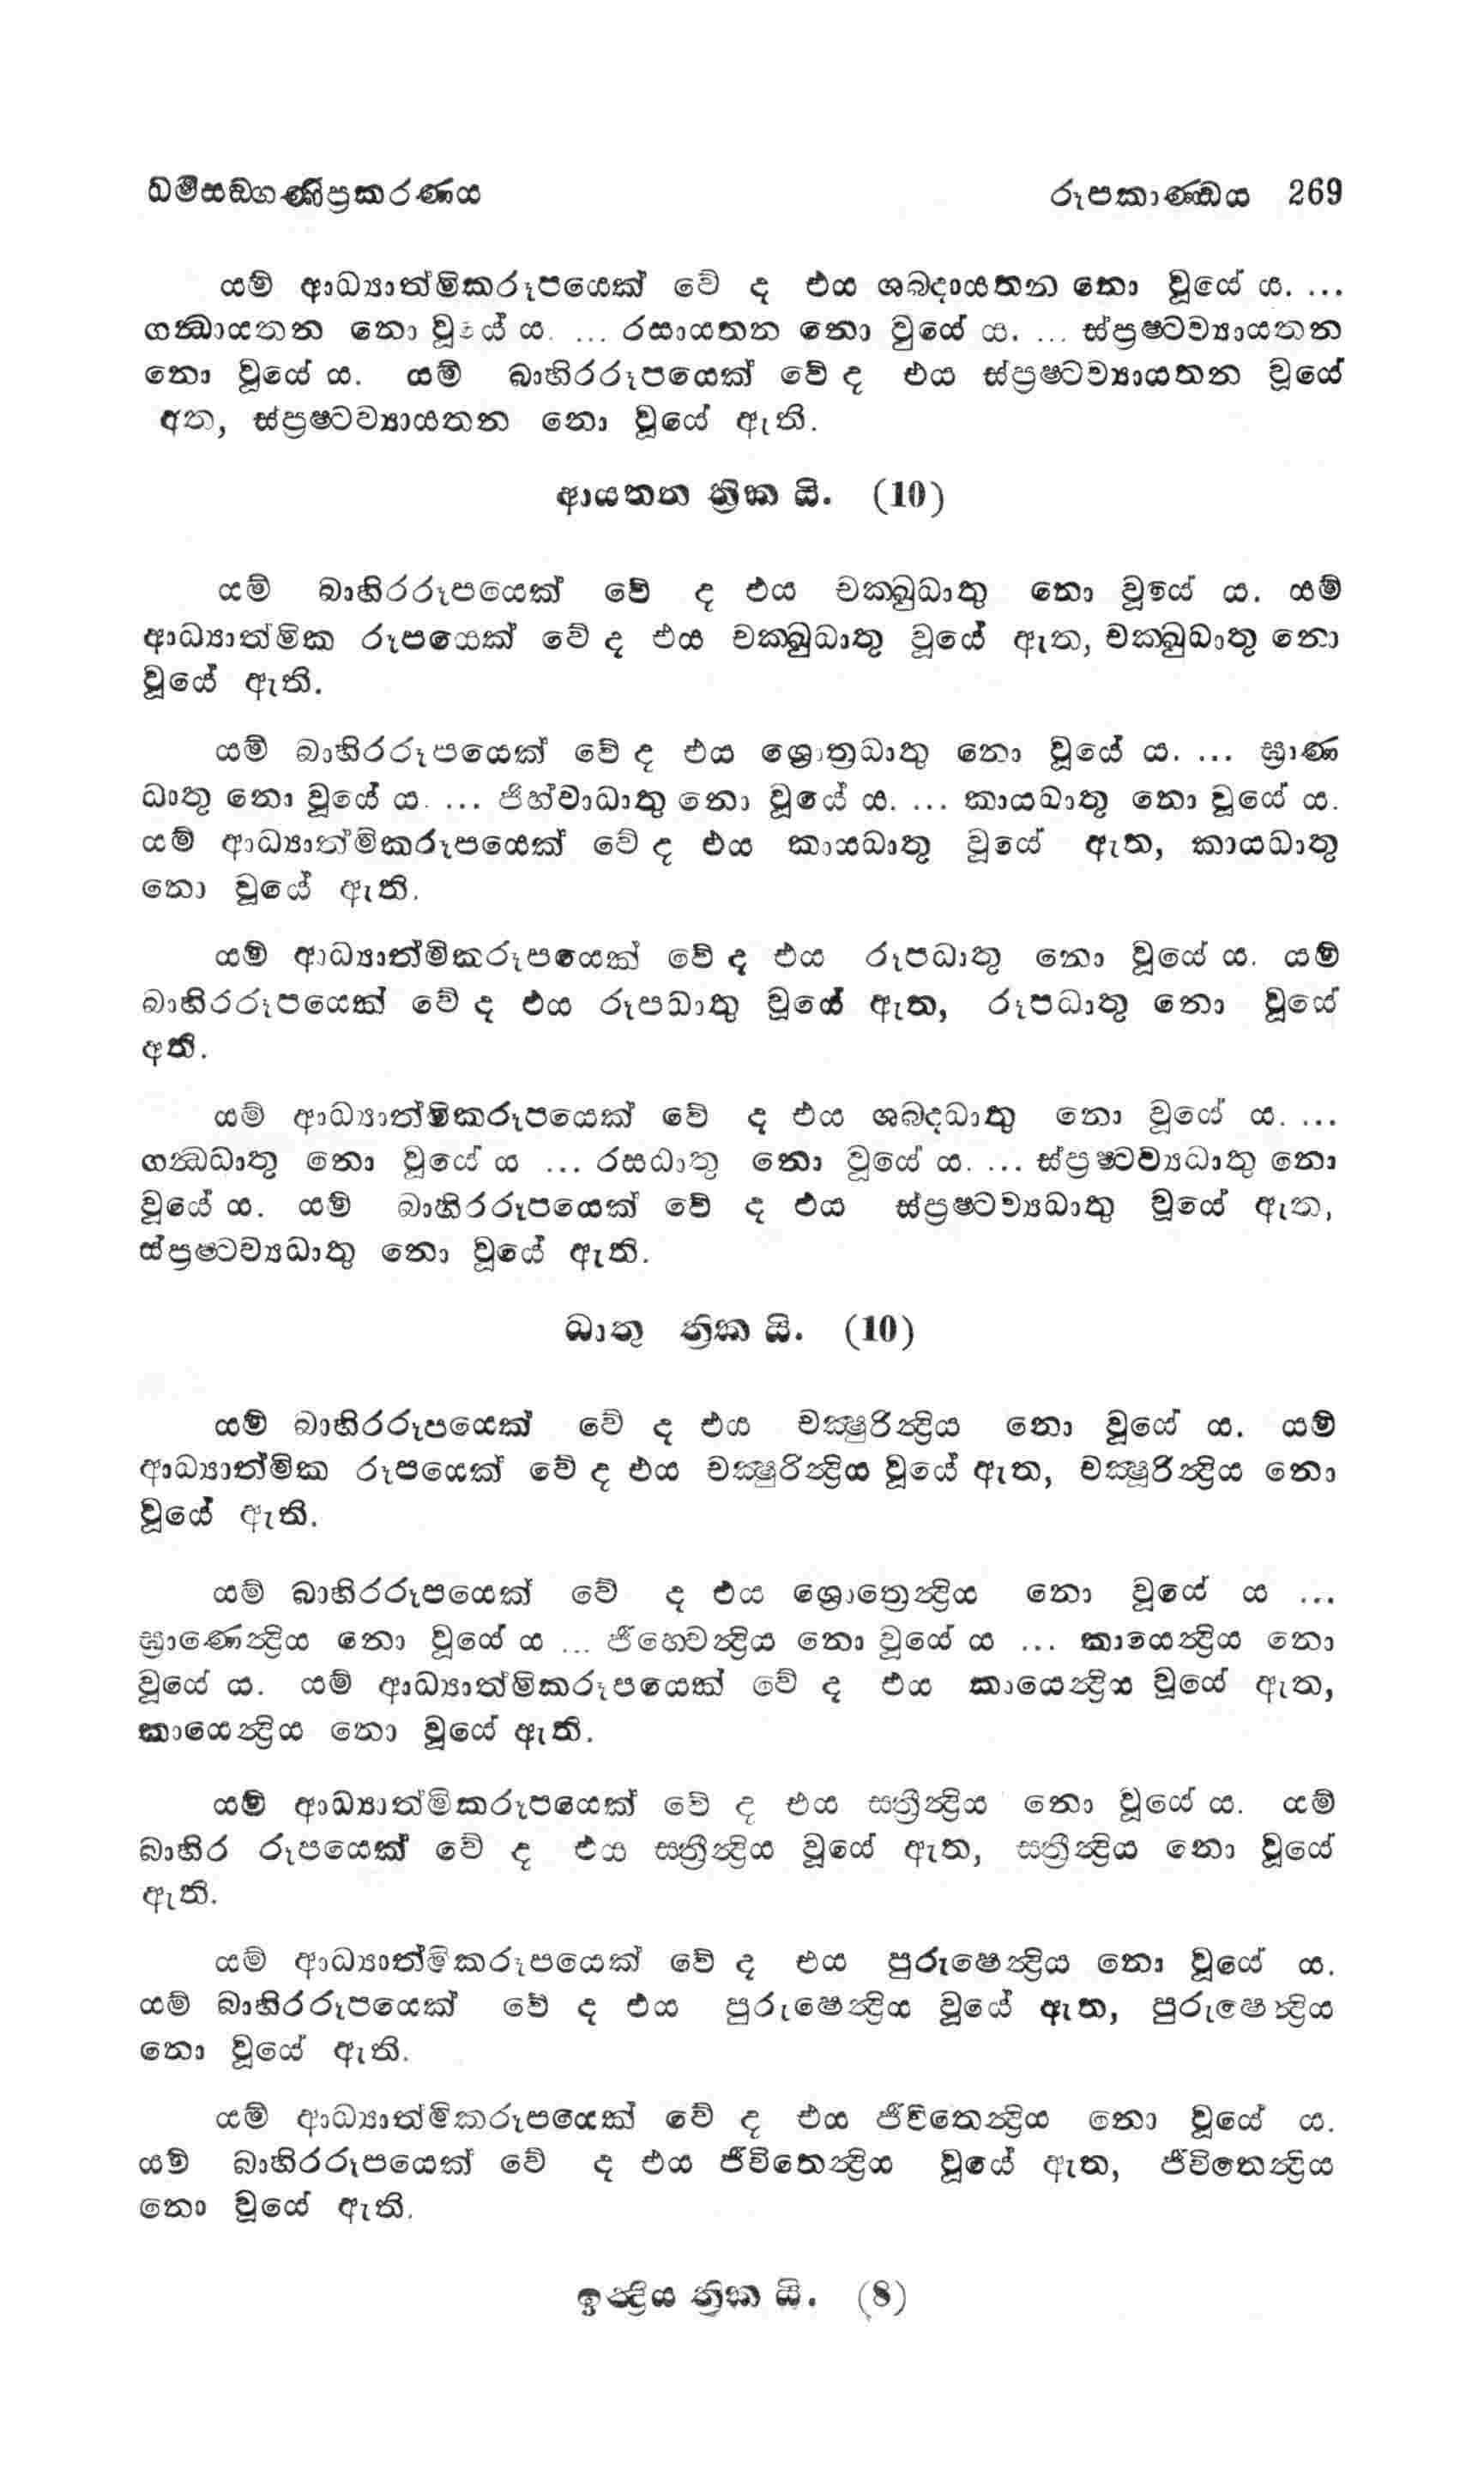 ධර්මසඞ්ගණිප්‍රකරණය රූපකාණ්ඩය 269
යම් ආධ්‍යාත්මිකරූපයෙක් වේ ද එය ශබ්දායතන නො වූයේ ය. ...
ගන්ධායතන නො වූයේ ය. ... රසායතන නො වූයේ ය. ... ස්ප්‍රෂ්ටව්‍යායතන
නො වූයේ ය. යම් බාහිරරූපයෙක් වේ ද එය ස්ප්‍රෂ්ටව්‍යායතන වූයේ
අත, ස්ප්‍රෂ්ටව්‍යායතන නො වූයේ ඇති.
ආයතන ත්‍රික යි. (10)
යම් බාහිරරූපයෙක් වේ ද එය චක්ඛුධාතු නො වූයේ ය. යම්
ආධ්‍යාත්මික රූපයෙක් වේ ද එය චක්ඛුධාතු වූයේ ඇත, චක්ඛුධාතු නො
වූයේ ඇති.
යම් බාහිරරූපයෙක් වේ ද එය ශ්‍රොත්‍රධාතු නො වූයේ ය. ... ඝ්‍රාණ
ධාතු නො වූයේ ය. ... ජිහ්වාධාතු නො වූයේ ය. ... කායධාතු නො වූයේ ය.
යම් ආධ්‍යාත්මිකරූපයෙක් වේ ද එය කායධාතු වූයේ ඇත, කායධාතු
නො වූයේ ඇති.
යම් ආධ්‍යාත්මිකරූපයෙක් වේ ද එය රූපධාතු නො වූයේ ය. යම්
බාහිරරූපයෙක් වේ ද එය රූපධාතු වූයේ ඇත, රූපධාතු නො වූයේ
අති.
යම් ආධ්‍යාත්මිකරූපයෙක් වේ ද එය ශබ්දධාතු නො වූයේ ය. ...
ගන්ධධාතු නො වූයේ ය ... රසධාතු නො වූයේ ය. ... ස්ප්‍රෂ්ටව්‍යධාතු නො
වූයේ ය. යම් බාහිරරූපයෙක් වේ ද එය ස්ප්‍රෂ්ටව්‍යධාතු වූයේ ඇත,
ස්ප්‍රෂ්ටව්‍යධාතු නො වූයේ ඇති.
ධාතු ත්‍රික යි. (10)
යම් බාහිරරූපයෙක් වේ ද එය චක්ෂුරින්ද්‍රිය නො වූයේ ය. යම්
ආධ්‍යාත්මික රූපයෙක් වේ ද එය චක්ෂුරින්ද්‍රිය වූයේ ඇත, චක්ෂූරින්ද්‍රිය නො
වූයේ ඇති.
යම් බාහිරරූපයෙක් වේ ද එය ශ්‍රොත්‍රෙන්ද්‍රිය නො වූයේ ය ...
ඝ්‍රාණෙන්ද්‍රිය නො වූයේ ය ... ජිහෙවන්ද්‍රිය නො වූයේ ය ... කායෙන්ද්‍රිය නො
වූයේ ය. යම් ආධ්‍යාත්මිකරූපයෙක් වේ ද එය කායෙන්ද්‍රිය වූයේ ඇත,
කායෙන්ද්‍රිය නො වූයේ ඇති.
යම් ආධ්‍යාත්මිකරූපයෙක් වේ ද එය ස්ත්‍රීන්ද්‍රිය නො වූයේ ය. යම්
බාහිර රූපයෙක් වේ ද එය ස්ත්‍රීන්ද්‍රිය වූයේ ඇත, ස්ත්‍රීන්ද්‍රිය නො වූයේ
ඇති.
යම් ආධ්‍යාත්මිකරූපයෙක් වේ ද එය පුරුෂෙන්ද්‍රිය නො වූයේ ය.
යම් බාහිරරූපයෙක් වේ ද එය පුරුෂෙන්ද්‍රිය වූයේ ඇත, පුරුෂෙන්ද්‍රිය
නො වූයේ ඇති.
යම් ආධ්‍යාත්මිකරූපයෙක් වේ ද එය ජීවිතෙන්ද්‍රිය නො වූයේ ය.
යම් බාහිරරූපයෙක් වේ ද එය ජීවිතෙන්ද්‍රිය වූයේ ඇත, ජීවිතෙන්ද්‍රිය
නො වූයේ ඇති.
ඉන්ද්‍රිය ත්‍රික යි. (8)